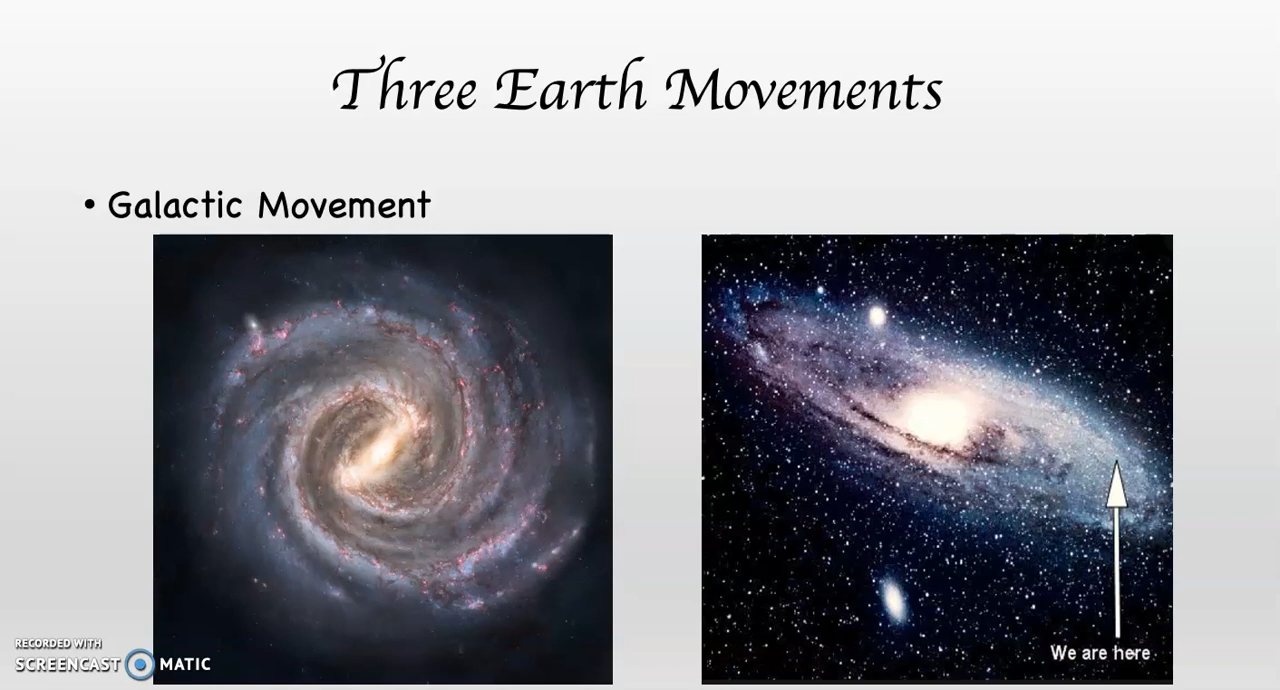 Three Earth Movements
• Galactic Movement
We are here
RECORDED WITH
SCREENCAST MATIC